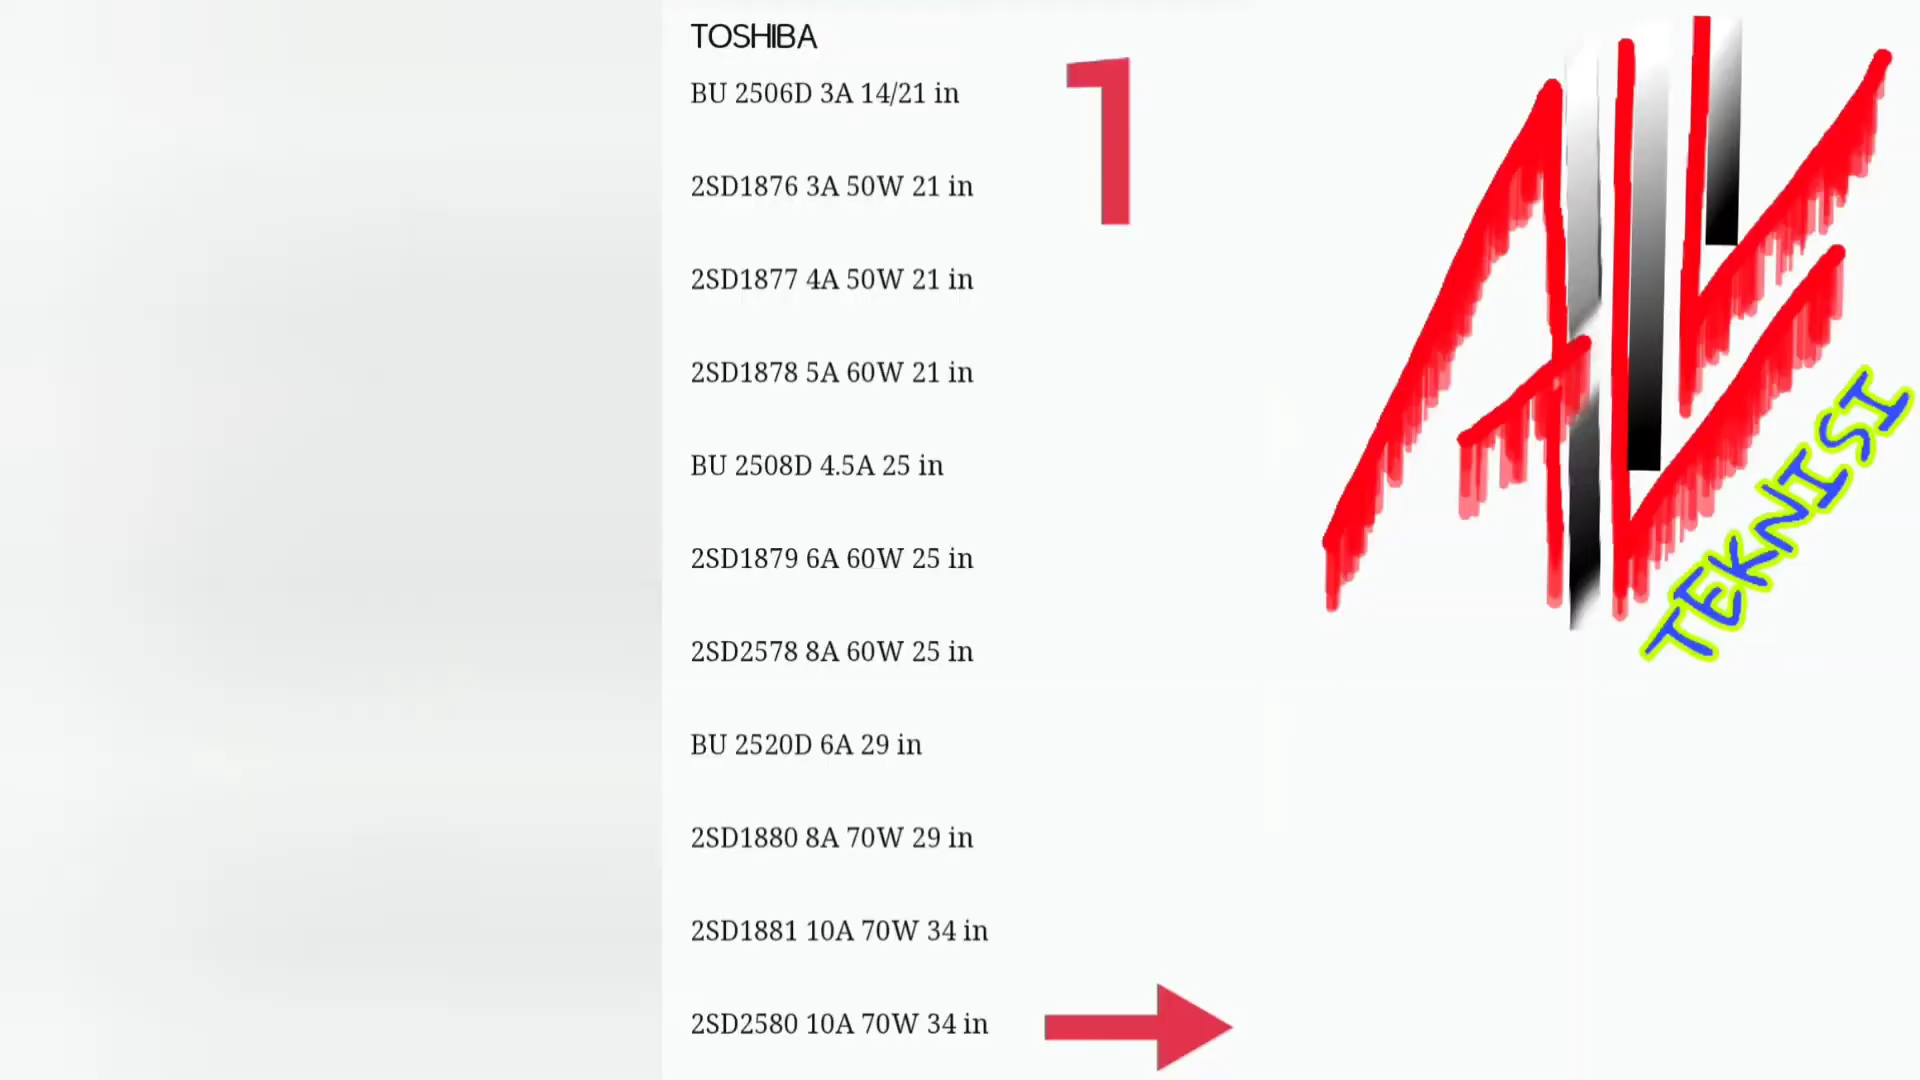 TOSHIBA
BU 2506D 3A 14/21 in
1
2SD1876 3A 50W 21 in
2SD1877 4A 50W 21 in
2SD1878 5A 60W 21 in
BU 2508D 4.5A 25 in
2SD1879 6A 60W 25 in
2SD2578 8A 60W 25 in
BU 2520D 6A 29 in
2SD1880 8A 70W 29 in
2SD1881 10A 70W 34 in
2SD2580 10A 70W 34 in
TEKNISI